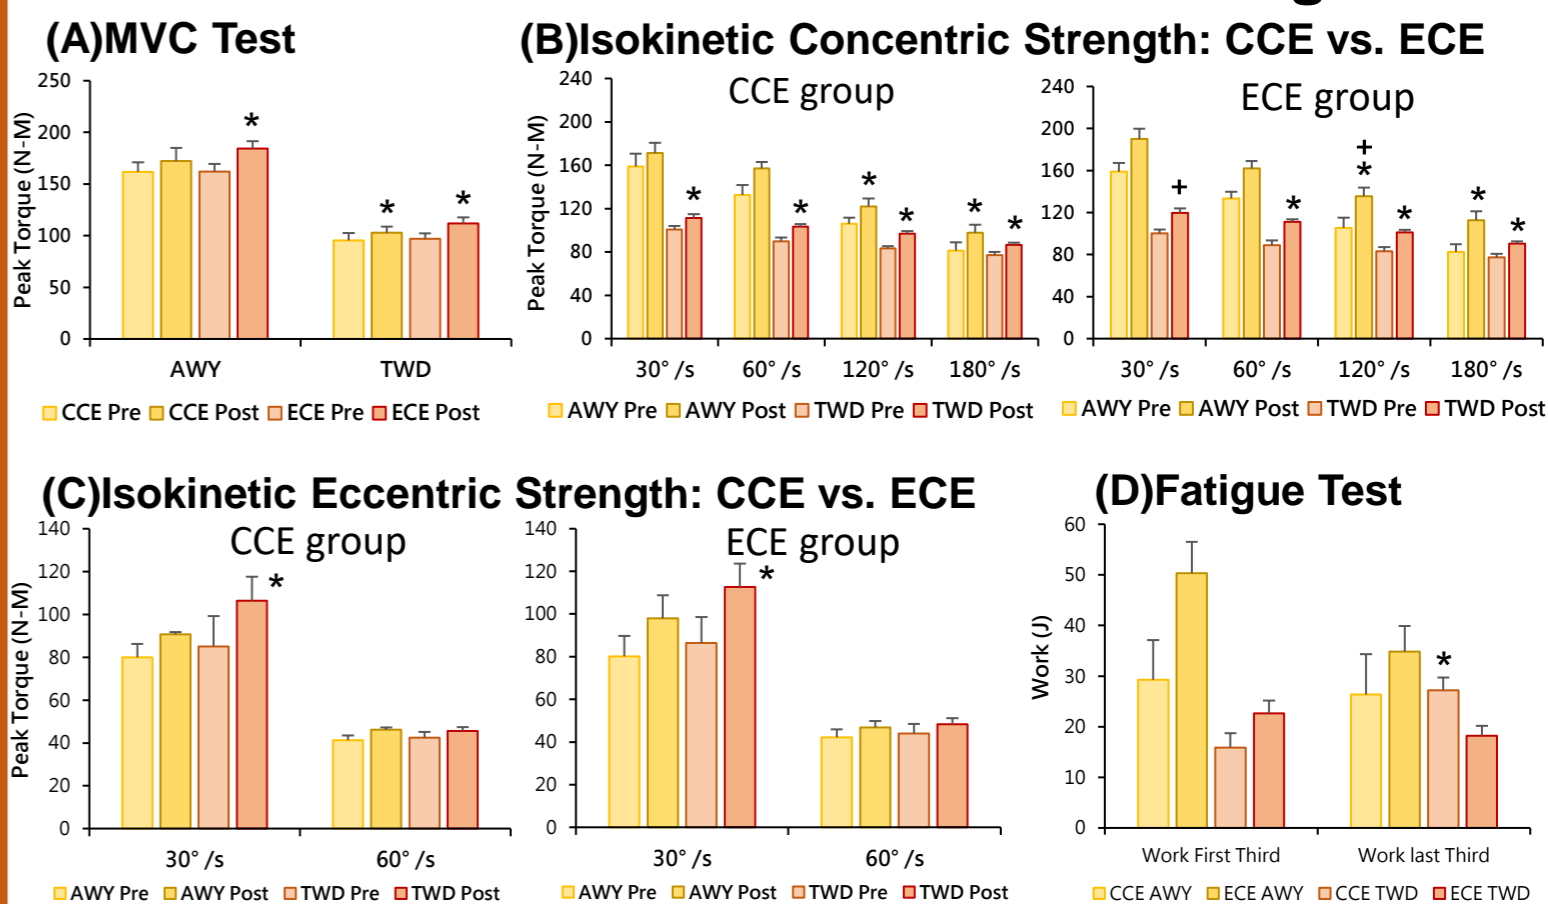 (A)MVC Test
Peak Torque (N-M)
250
200
150
100
50
0
*
*
*
AWY TWD
CCE Pre CCE Post ECE Pre ECE Post
(B)Isokinetic Concentric Strength: CCE vs. ECE
CCE group
Peak Torque (N-M)
240
200
160
120
80
40
0
*
*
*
*
*
*
30° /s 60° /s 120° /s 180° /s
AWY Pre AWY Post TWD Pre TWD Post
ECE group
240
200
160
120
80
40
0
+
*
+
*
*
*
*
30° /s 60° /s 120° /s 180° /s
AWY Pre AWY Post TWD Pre TWD Post
(C)Isokinetic Eccentric Strength: CCE vs. ECE
CCE group
Peak Torque (N-M)
140
120
100
80
60
40
20
0
*
30° /s 60° /s
AWY Pre AWY Post TWD Pre TWD Post
ECE group
140
120
100
80
60
40
20
0
*
30° /s 60° /s
AWY Pre AWY Post TWD Pre TWD Post
(D)Fatigue Test
Work (J)
60
50
40
30
20
10
0
*
Work First Third Work last Third
CCE AWY ECE AWY CCE TWD ECE TWD